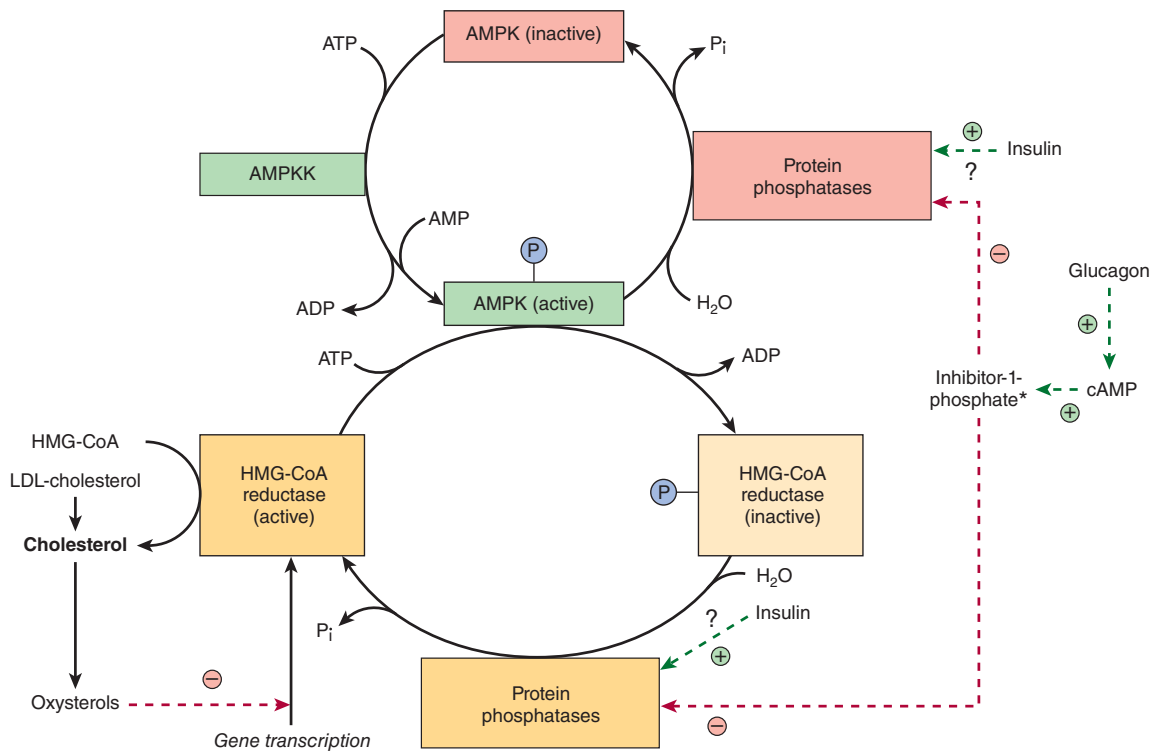 AMPK (inactive)
ATP
Pi
AMPKK
Protein
phosphatases
+
Insulin
?
AMP
P
−
Glucagon
ADP
AMPK (active)
H2O
+
ATP
ADP
Inhibitor-1-
phosphate*
+
cAMP
HMG-CoA
LDL-cholesterol
Cholesterol
HMG-CoA
reductase
(active)
P
HMG-CoA
reductase
(inactive)
H2O
Pi
?
Insulin
+
Oxysterols
−
Gene transcription
Protein
phosphatases
−